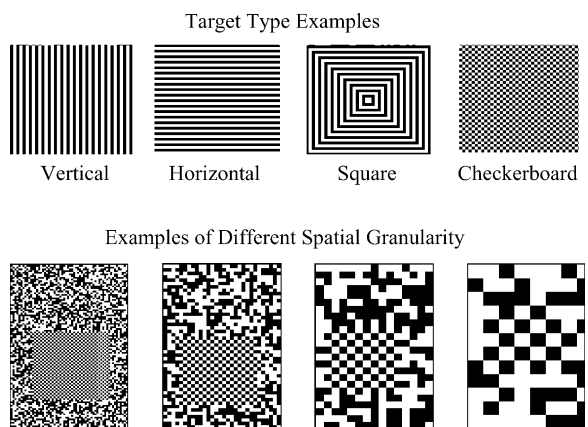 Target Type Examples
Vertical Horizontal Square Checkerboard
Examples of Different Spatial Granularity